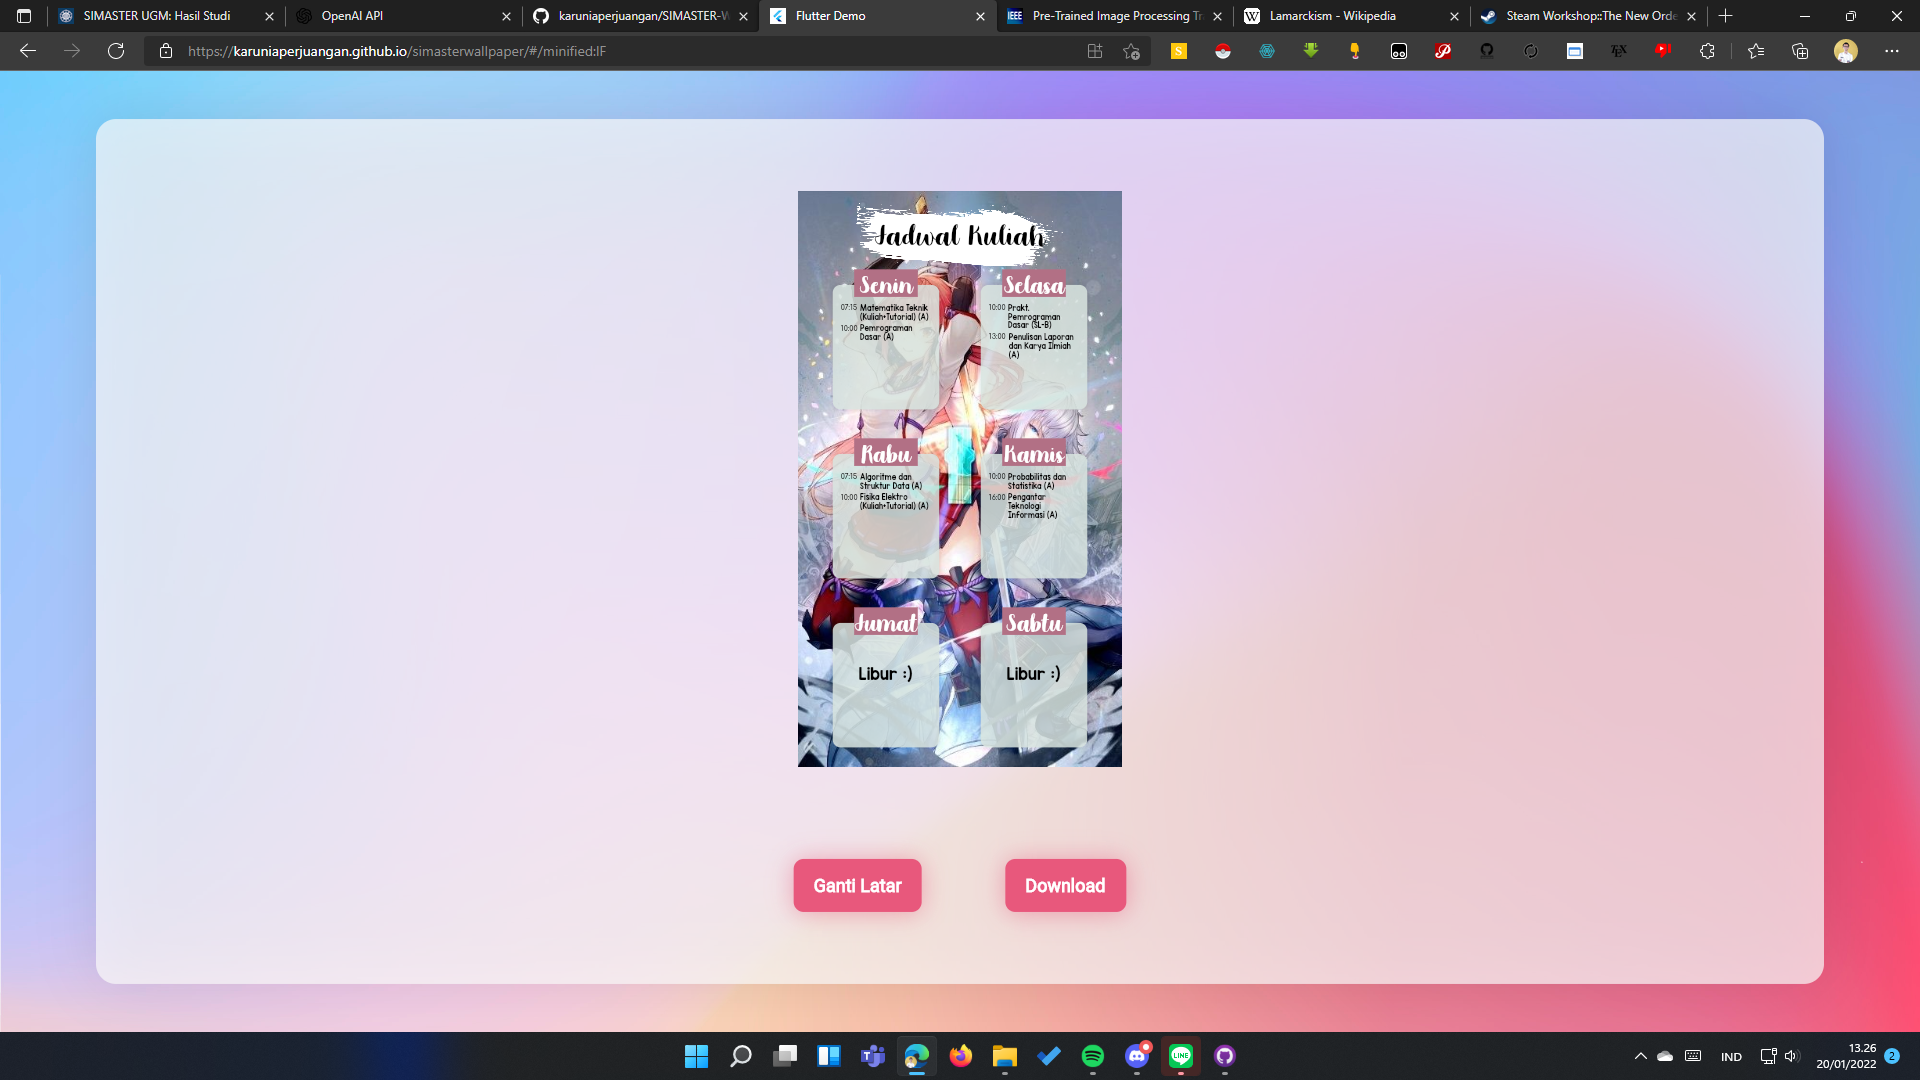 SIMASTER UGM: Hasil Studi
OpenAI API
karuniaperjuangan/SIMASTER-W
Flutter Demo
Pre-Trained Image Processing Tr
Lamarckism - Wikipedia
Steam Workshop::The New Orde
https://karuniaperjuangan.github.io/simasterwallpaper/#/minified:lF
Jadwal Kuliah
Senin
07:15 Matematika Teknik
(Kuliah+Tutorial) (A)
10:00 Pemrograman
Dasar (A)
Selasa
10:00 Prakt.
Pemrograman
Dasar (SL-B)
13:00 Penulisan Laporan
dan Karya Ilmiah
(A)
Rabu
07:15 Algoritme dan
Struktur Data (A)
10:00 Fisika Elektro
(Kuliah+Tutorial) (A)
Kamis
10:00 Probabilitas dan
Statistika (A)
16:00 Pengantar
Teknologi
Informasi (A)
Jumat
Libur :)
Sabtu
Libur :)
Ganti Latar
Download
IND
13.26
20/01/2022
2